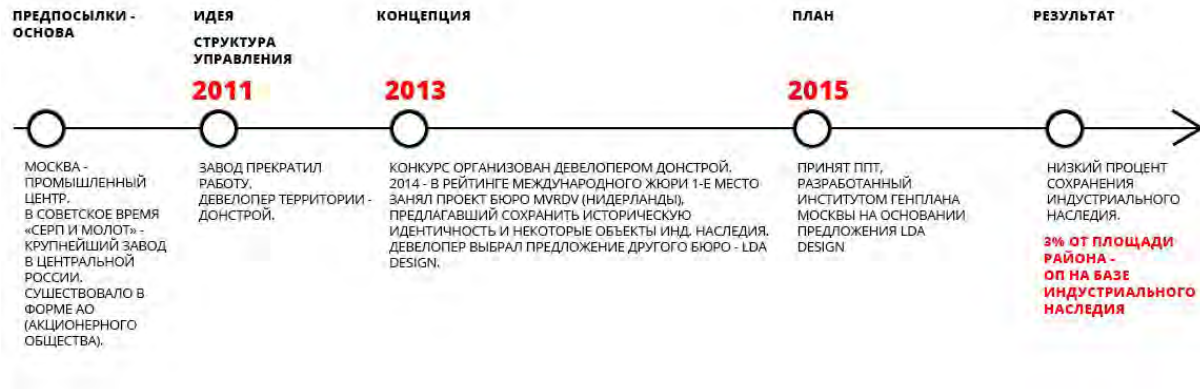 ПРЕДПОСЫЛКИ -
ОСНОВА
ИДЕЯ
СТРУКТУРА
УПРАВЛЕНИЯ
КОНЦЕПЦИЯ
ПЛАН
РЕЗУЛЬТАТ
2011
2013
2015
МОСКВА -
ПРОМЫШЛЕННЫЙ
ЦЕНТР.
В СОВЕТСКОЕ ВРЕМЯ
«СЕРП И МОЛОТ» -
КРУПНЕЙШИЙ ЗАВОД
В ЦЕНТРАЛЬНОЙ
РОССИИ.
СУЩЕСТВОВАЛО В
ФОРМЕ АО
(АКЦИОНЕРНОГО
ОБЩЕСТВА).
ЗАВОД ПРЕКРАТИЛ
РАБОТУ.
ДЕВЕЛОПЕР ТЕРРИТОРИИ -
ДОНСТРОЙ.
КОНКУРС ОРГАНИЗОВАН ДЕВЕЛОПЕРОМ ДОНСТРОЙ.
2014 - В РЕЙТИНГЕ МЕЖДУНАРОДНОГО ЖЮРИ 1-Е МЕСТО
ЗАНЯЛ ПРОЕКТ БЮРО MVRDV (НИДЕРЛАНДЫ),
ПРЕДЛАГАВШИЙ СОХРАНИТЬ ИСТОРИЧЕСКУЮ
ИДЕНТИЧНОСТЬ И НЕКОТОРЫЕ ОБЪЕКТЫ ИНД. НАСЛЕДИЯ.
ДЕВЕЛОПЕР ВЫБРАЛ ПРЕДЛОЖЕНИЕ ДРУГОГО БЮРО - LDA
DESIGN.
ПРИНЯТ ППТ,
РАЗРАБОТАННЫЙ
ИНСТИТУТОМ ГЕНПЛАНА
МОСКВЫ НА ОСНОВАНИИ
ПРЕДЛОЖЕНИЯ LDA
DESIGN
НИЗКИЙ ПРОЦЕНТ
СОХРАНЕНИЯ
ИНДУСТРИАЛЬНОГО
НАСЛЕДИЯ.
3% ОТ ПЛОЩАДИ
РАЙОНА -
ОП НА БАЗЕ
ИНДУСТРИАЛЬНОГО
НАСЛЕДИЯ